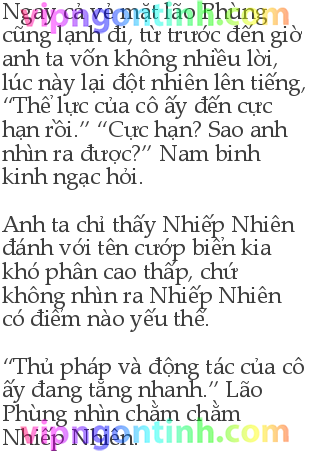 Ngay cả vẻ mặt lão Phùng
cũng lạnh đi, từ trước đến giờ
anh ta vốn không nhiều lời,
lúc này lại đột nhiên lên tiếng,
“Thể lực của cô ấy đến cực
hạn rồi.” “Cực hạn? Sao anh
nhìn ra được?” Nam binh
kinh ngạc hỏi.
Anh ta chỉ thấy Nhiếp Nhiên
đánh với tên cướp biển kia
khó phân cao thấp, chứ
không nhìn ra Nhiếp Nhiên
có điểm nào yếu thế.
“Thủ pháp và động tác của cô
ấy đang tăng nhanh.” Lão
Phùng nhìn chằm chằm
Nhiếp Nhiên.
vipngontinh.com
vipngontinh.com